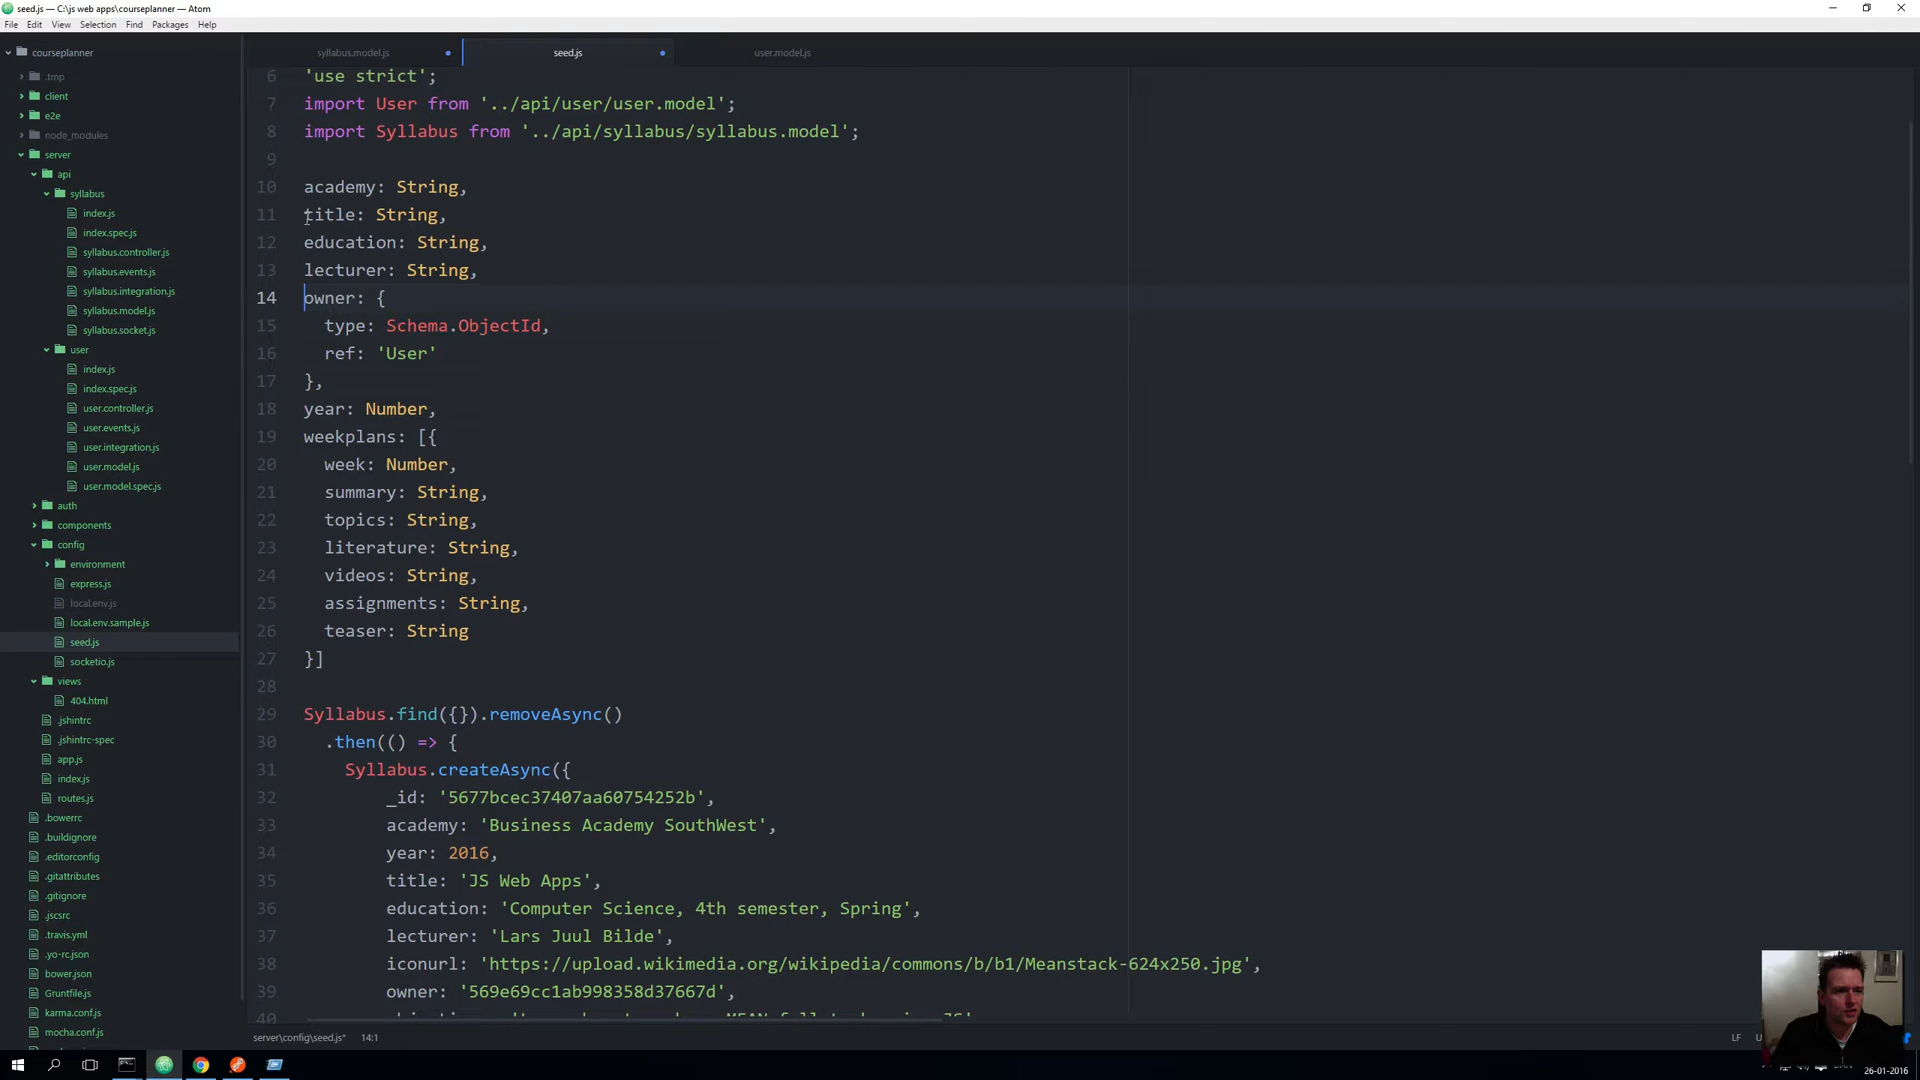 seed.js — C:\js web apps\courseplanner — Atom
File Edit View Selection Find Packages Help
courseplanner
.tmp
client
e2e
node_modules
server
api
syllabus
index.js
index.spec.js
syllabus.controller.js
syllabus.events.js
syllabus.integration.js
syllabus.model.js
syllabus.socket.js
user
index.js
index.spec.js
user.controller.js
user.events.js
user.integration.js
user.model.js
user.model.spec.js
auth
components
config
environment
express.js
local.env.js
local.env.sample.js
seed.js
socketio.js
views
404.html
.jshintrc
.jshintrc-spec
app.js
index.js
routes.js
.bowerrc
.buildignore
.editorconfig
.gitattributes
.gitignore
.jscsrc
.travis.yml
.yo-rc.json
bower.json
Gruntfile.js
karma.conf.js
mocha.conf.js
syllabus.model.js seed.js user.model.js
6 'use strict';
7 import User from '../api/user/user.model';
8 import Syllabus from '../api/syllabus/syllabus.model';
9
10 academy: String,
11 title: String,
12 education: String,
13 lecturer: String,
14 owner: {
15 type: Schema.ObjectId,
16 ref: 'User'
17 },
18 year: Number,
19 weekplans: [{
20 week: Number,
21 summary: String,
22 topics: String,
23 literature: String,
24 videos: String,
25 assignments: String,
26 teaser: String
27 }]
28
29 Syllabus.find({}).removeAsync()
30 .then(() => {
31 Syllabus.createAsync({
32 _id: '5677bcec37407aa60754252b',
33 academy: 'Business Academy SouthWest',
34 year: 2016,
35 title: 'JS Web Apps',
36 education: 'Computer Science, 4th semester, Spring',
37 lecturer: 'Lars Juul Bilde',
38 iconurl: 'https://upload.wikimedia.org/wikipedia/commons/b/b1/Meanstack-624x250.jpg',
39 owner: '569e69cc1ab998358d37667d',
40
server\config\seed.js* 14:1
LF
26-01-2016